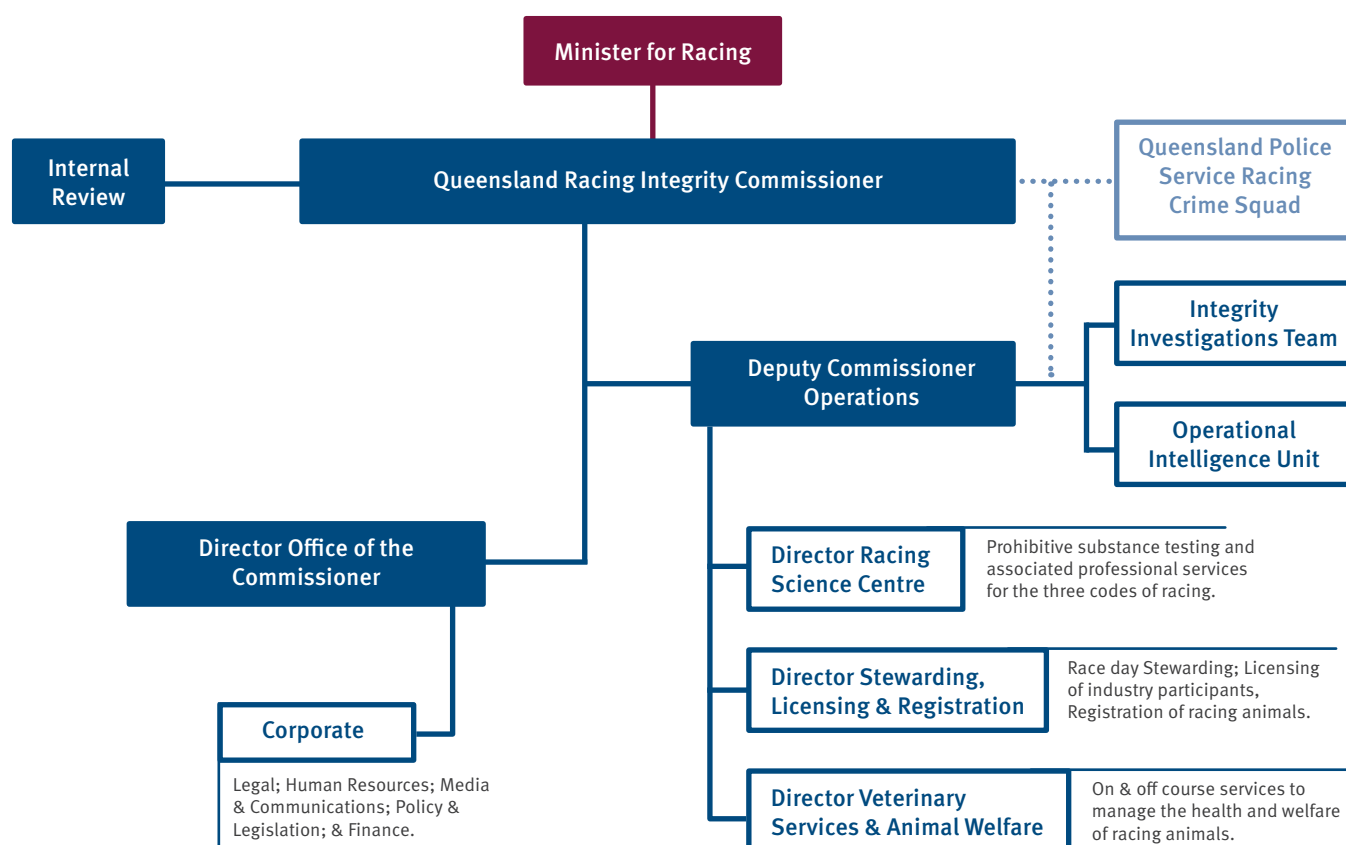 Minister for Racing
Internal
Review
Queensland Racing Integrity Commissioner
Queensland Police
Service Racing
Crime Squad
Integrity
Investigations Team
Deputy Commissioner
Operations
Operational
Intelligence Unit
Director Office of the
Commissioner
Director Racing
Science Centre
Prohibitive substance testing and
associated professional services
for the three codes of racing.
Director Stewarding,
Licensing & Registration
Race day Stewarding; Licensing
of industry participants,
Registration of racing animals.
Corporate
Legal; Human Resources; Media
& Communications; Policy &
Legislation; & Finance.
Director Veterinary
Services & Animal Welfare
On & off course services to
manage the health and welfare
of racing animals.